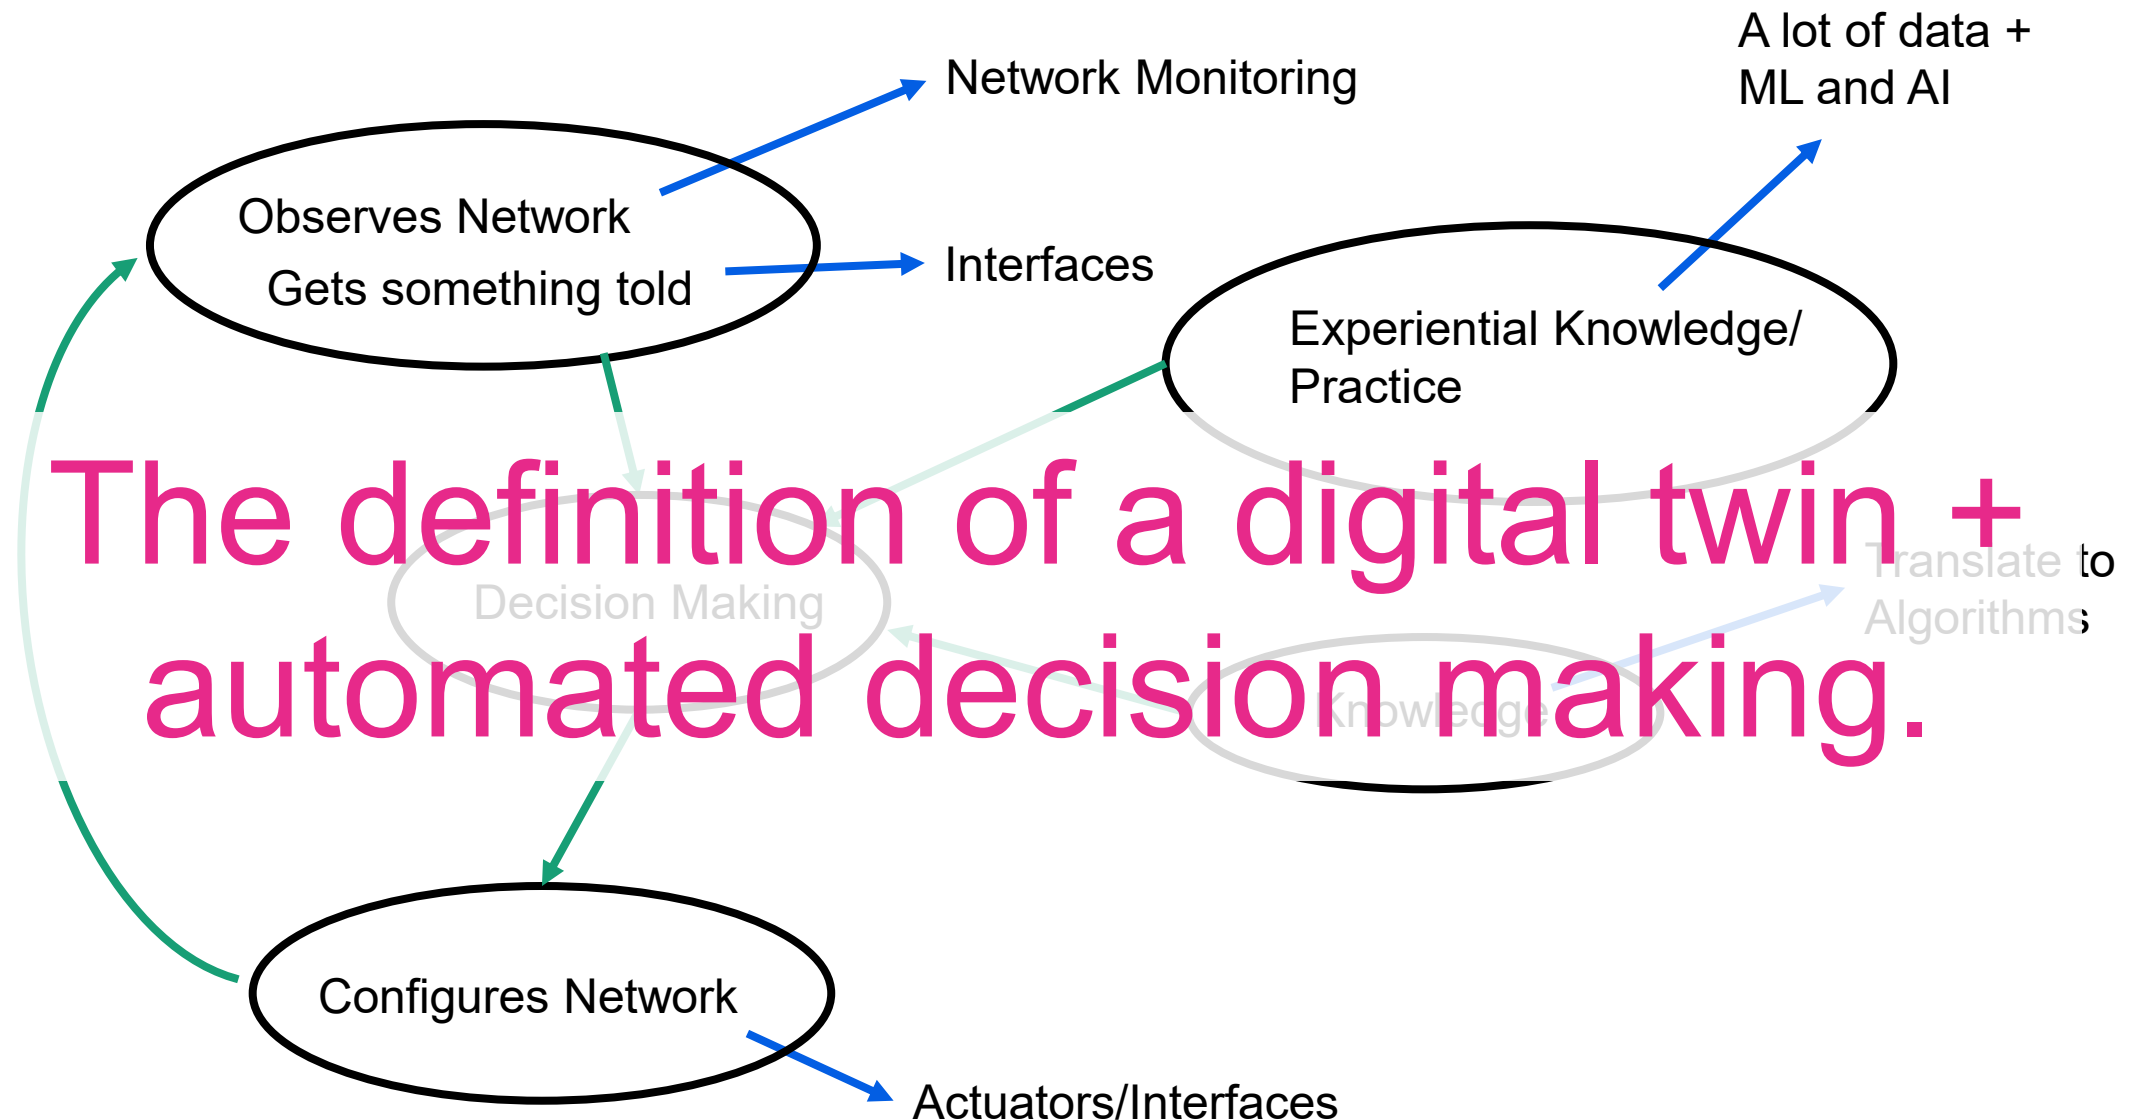 A lot of data +
ML and AI
Network Monitoring
Observes Network
Gets something told
Interfaces
Experiential Knowledge/
Practice
The definition of a digital twin +
automated decision making.
Decision Making
Translate to
Algorithms
Knowledge
Configures Network
Actuators/Interfaces